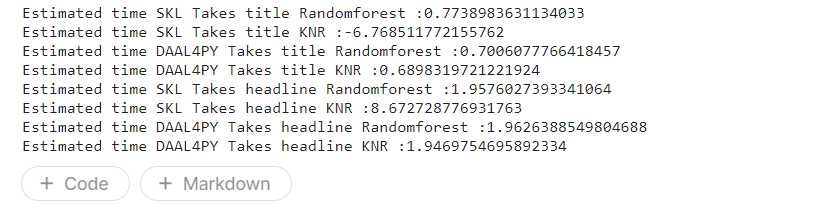 Estimated time SKL Takes title Randomforest :0.7738983631134033
Estimated time SKL Takes title KNR :-6.768511772155762
Estimated time DAAL4PY Takes title Randomforest :0.7006077766418457
Estimated time DAAL4PY Takes title KNR :0.6898319721221924
Estimated time SKL Takes headline Randomforest :1.9576027393341064
Estimated time SKL Takes headline KNR :8.672728776931763
Estimated time DAAL4PY Takes headline Randomforest :1.9626388549804688
Estimated time DAAL4PY Takes headline KNR :1.9469754695892334
+ Code + Markdown